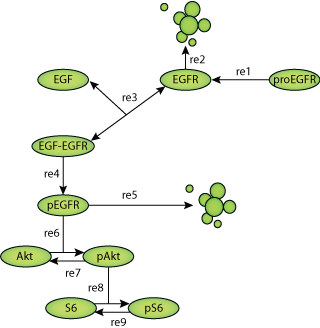 re2
EGF
EGFR
re1
proEGFR
re3
EGF-EGFR
re4
pEGFR
re5
re6
Akt
pAkt
re7
re8
S6
pS6
re9